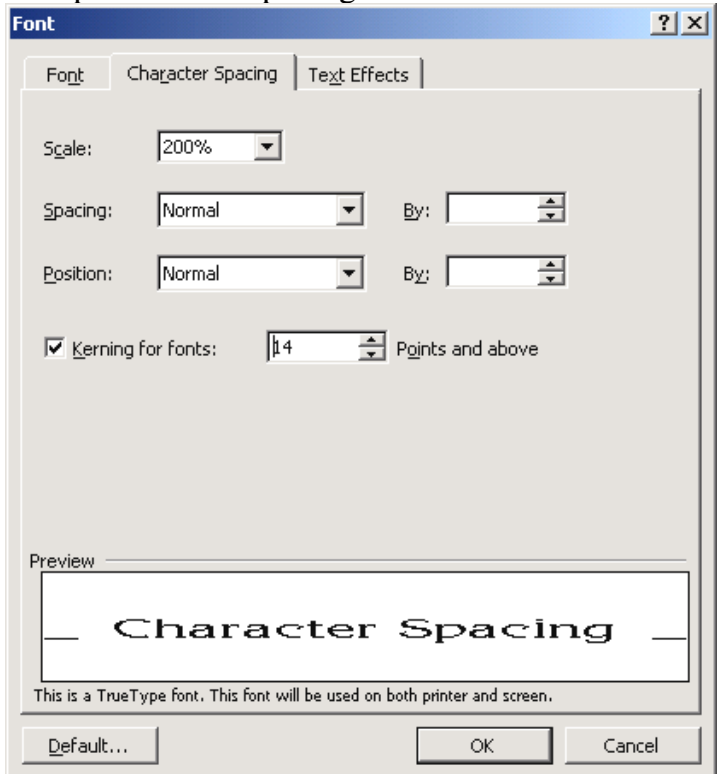 Font
Font Character Spacing Text Effects
Scale: 200%
Spacing: Normal By:
Position: Normal By:
Kerning for fonts: 14 Points and above
Preview
Character Spacing
This is a TrueType font. This font will be used on both printer and screen.
Default... OK Cancel